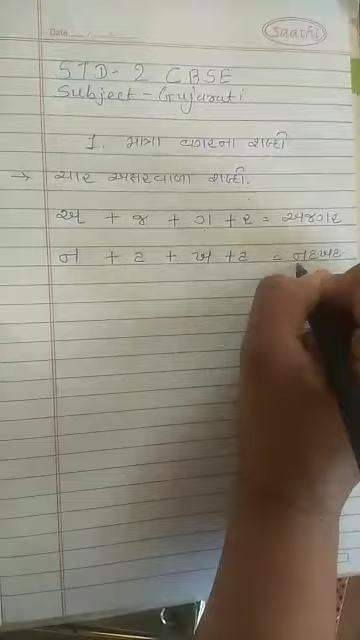 Date
Saathi
STD-2 CBSE
Subject-Gujarati
1. માત્રા વગરના શબ્દો
→ ચાર અક્ષરવાળા શબ્દો.
અ + જ + ગ + ર = અજગર
ન + ટ + ખ + ટ = નટખટ